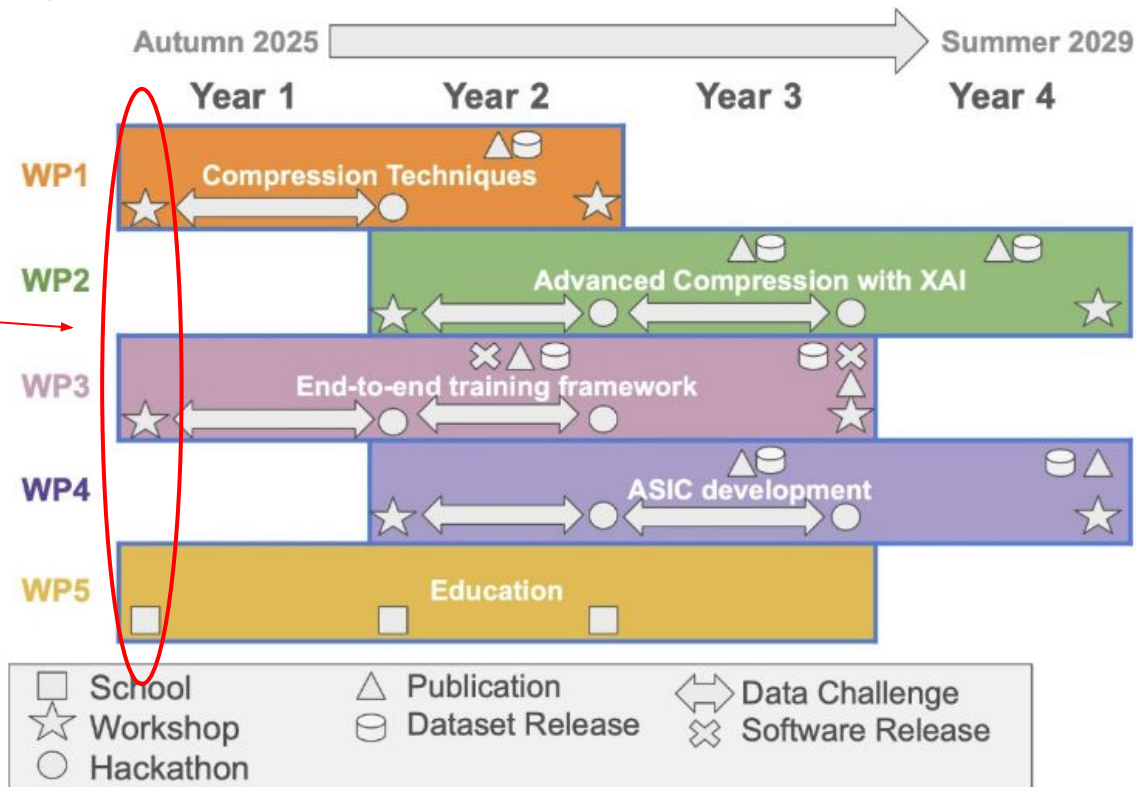 Autumn 2025 Summer 2029
Year 1 Year 2 Year 3 Year 4
WP1
Compression Techniques
WP2
Advanced Compression with XAI
WP3
End-to-end training framework
WP4
ASIC development
WP5
Education
School Publication Data Challenge
Workshop Dataset Release Software Release
Hackathon